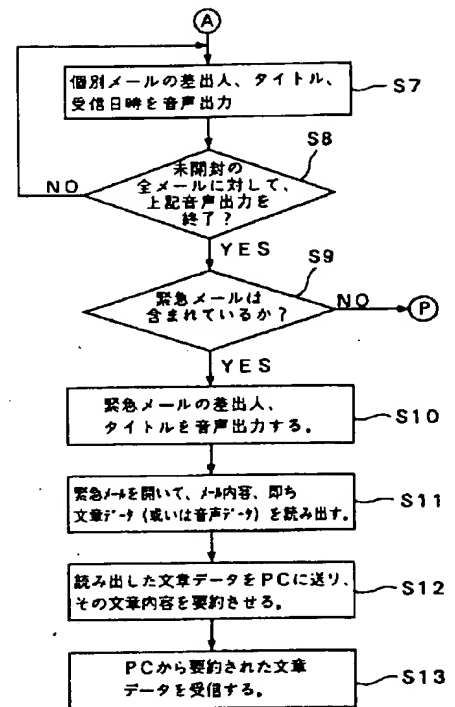 A
個別メールの差出人、タイトル、
受信日時を音声出力
S7
S8
未開封の
全メールに対して、
上記音声出力を
終了？
NO
YES
S9
緊急メールは
含まれているか？
NO
P
YES
緊急メールの差出人、
タイトルを音声出力する。
S10
緊急メールを開いて、メール内容、即ち
文章データ(或いは音声データ)を読み出す。
S11
読み出した文章データをPCに送り、
その文章内容を要約させる。
S12
PCから要約された文章
データを受信する。
S13